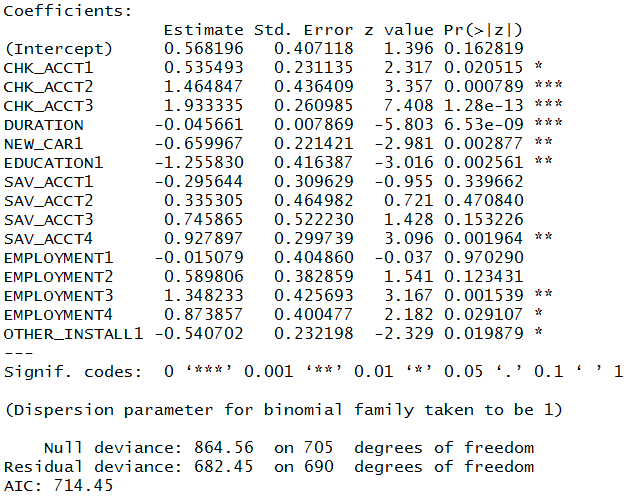 Coefficients:
                Estimate Std. Error z value Pr(>|z|)
(Intercept)     0.568196   0.407118   1.396 0.162819
CHK_ACCT1       0.535493   0.231135   2.317 0.020515 *
CHK_ACCT2       1.464847   0.436409   3.357 0.000789 ***
CHK_ACCT3       1.933335   0.260985   7.408 1.28e-13 ***
DURATION       -0.045661   0.007869  -5.803 6.53e-09 ***
NEW_CAR1       -0.659967   0.221421  -2.981 0.002877 **
EDUCATION1     -1.255830   0.416387  -3.016 0.002561 **
SAV_ACCT1      -0.295644   0.309629  -0.955 0.339662
SAV_ACCT2       0.335305   0.464982   0.721 0.470840
SAV_ACCT3       0.745865   0.522230   1.428 0.153226
SAV_ACCT4       0.927897   0.299739   3.096 0.001964 **
EMPLOYMENT1    -0.015079   0.404860  -0.037 0.970290
EMPLOYMENT2     0.589806   0.382859   1.541 0.123431
EMPLOYMENT3     1.348233   0.425693   3.167 0.001539 **
EMPLOYMENT4     0.873857   0.400477   2.182 0.029107 *
OTHER_INSTALL1 -0.540702   0.232198  -2.329 0.019879 *
---
Signif. codes:  0 ‘***’ 0.001 ‘**’ 0.01 ‘*’ 0.05 ‘.’ 0.1 ‘ ’ 1
(Dispersion parameter for binomial family taken to be 1)
    Null deviance: 864.56  on 705  degrees of freedom
Residual deviance: 682.45  on 690  degrees of freedom
AIC: 714.45